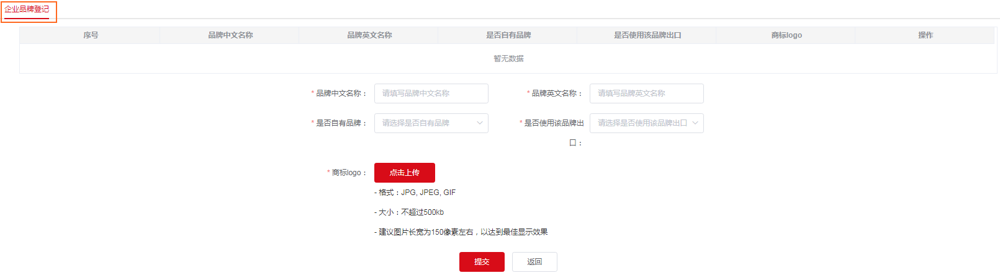 企业品牌登记
序号 品牌中文名称 品牌英文名称 是否自有品牌 是否使用该品牌出口 商标logo 操作
暂无数据
* 品牌中文名称： 请填写品牌中文名称 * 品牌英文名称： 请填写品牌英文名称
* 是否自有品牌： 请选择是否自有品牌 * 是否使用该品牌出 请选择是否使用该品牌出口
口：
* 商标logo： 点击上传
- 格式：JPG, JPEG, GIF
- 大小：不超过500kb
- 建议图片长宽为150像素左右，以达到最佳显示效果
提交 返回